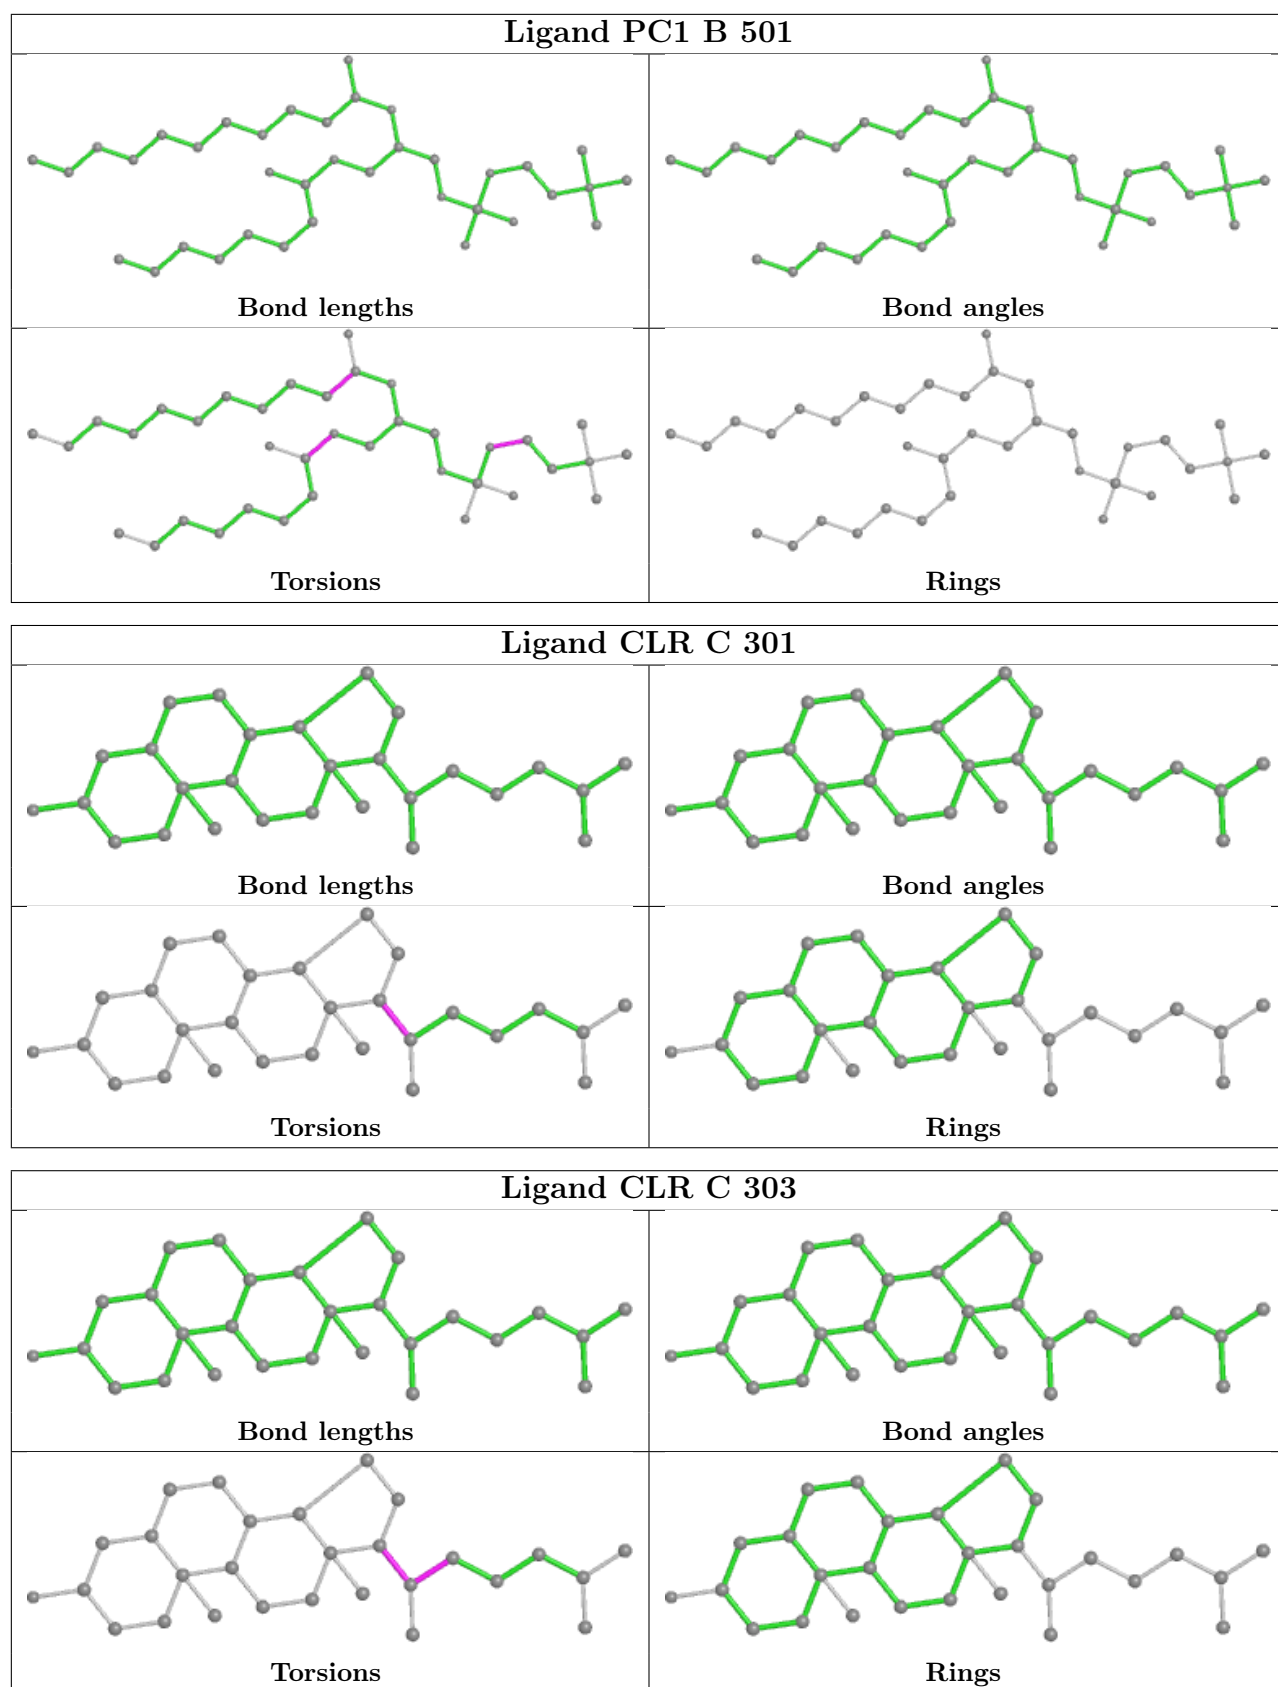 Ligand PC1 B 501
Bond lengths
Bond angles
Torsions
Rings
Ligand CLR C 301
Bond lengths
Bond angles
Torsions
Rings
Ligand CLR C 303
Bond lengths
Bond angles
Torsions
Rings